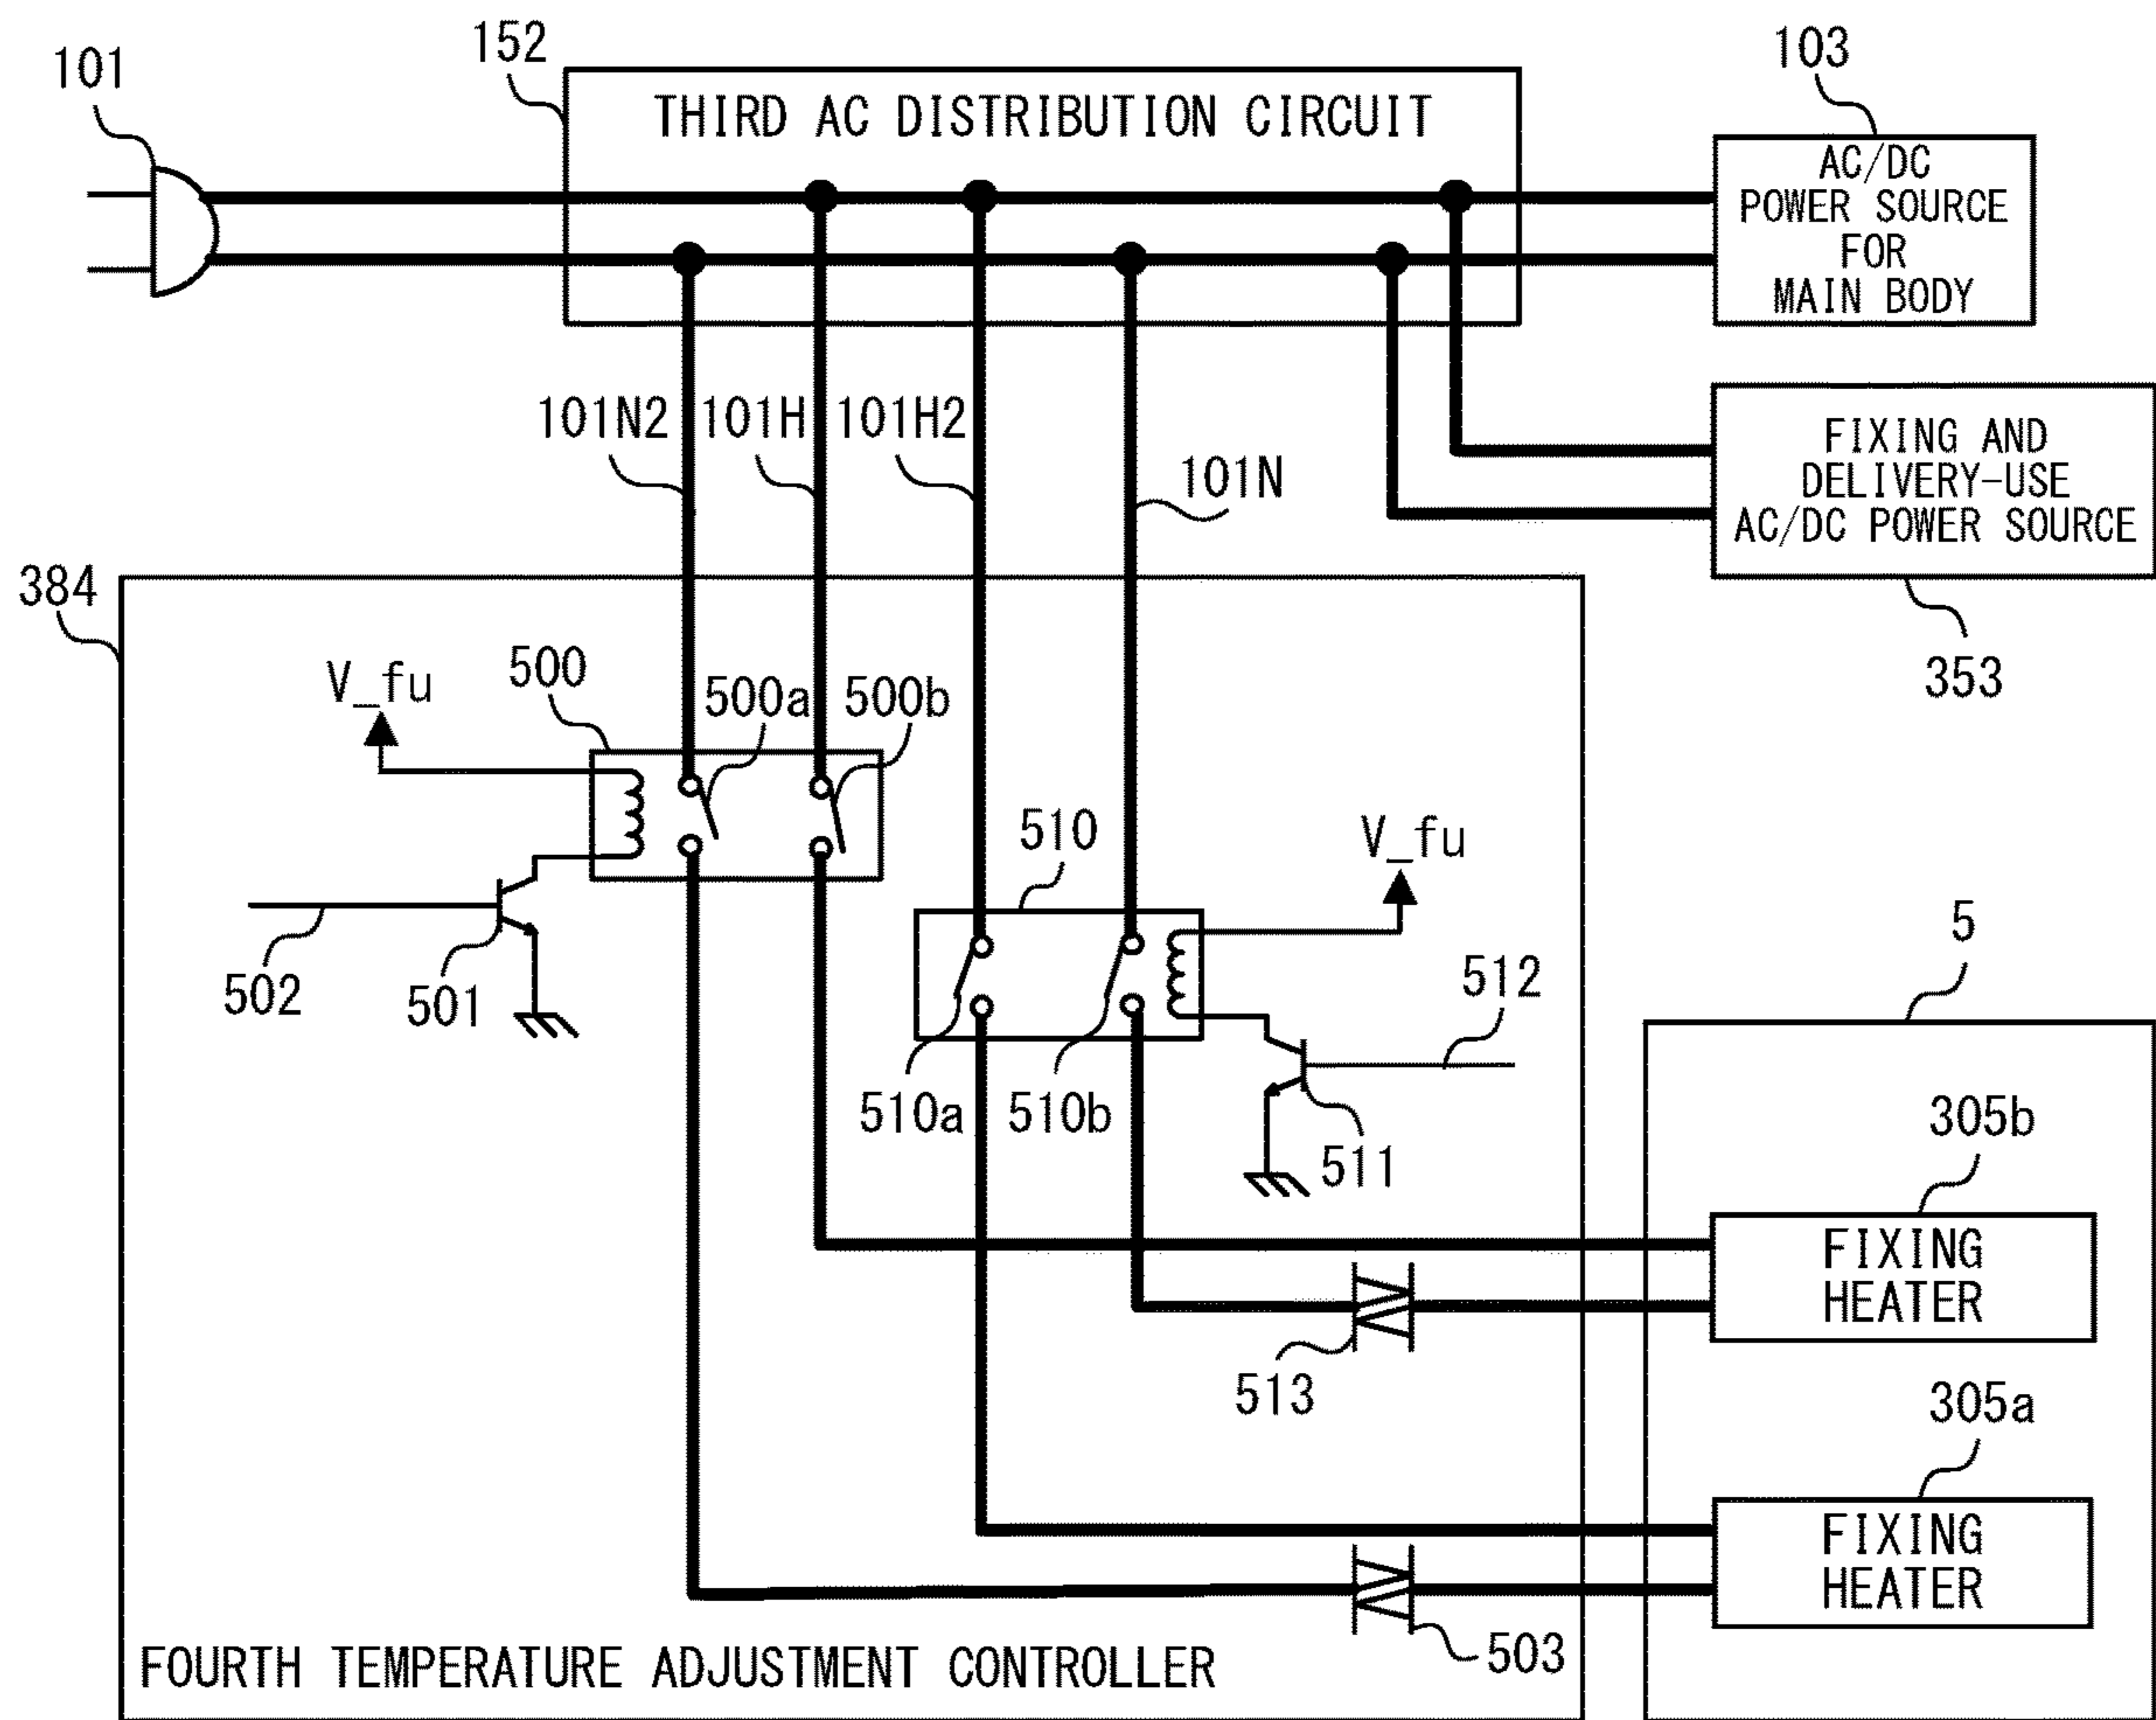 152
103
101
THIRD AC DISTRIBUTION CIRCUIT
AC/DC
POWER SOURCE
FOR
MAIN BODY
101N2
101H
101H2
101N
FIXING AND
DELIVERY-USE
AC/DC POWER SOURCE
353
384
V_fu
500
500a
500b
510
V_fu
502
501
512
5
510a
510b
511
305b
FIXING
HEATER
513
305a
FIXING
HEATER
503
FOURTH TEMPERATURE ADJUSTMENT CONTROLLER